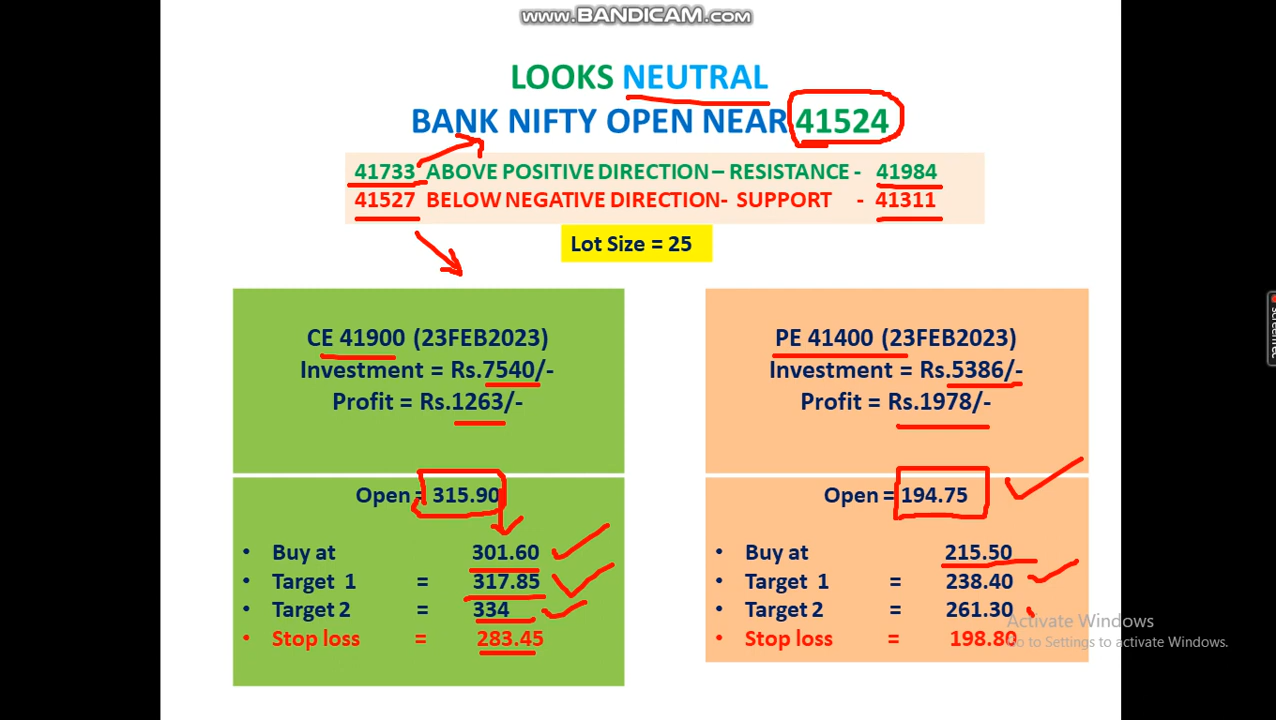 www.BANDICAM.com
LOOKS NEUTRAL
BANK NIFTY OPEN NEAR 41524
41733 ABOVE POSITIVE DIRECTION – RESISTANCE - 41984
41527 BELOW NEGATIVE DIRECTION- SUPPORT - 41311
Lot Size = 25
CE 41900 (23FEB2023)
Investment = Rs.7540/-
Profit = Rs.1263/-
Open = 315.90
• Buy at 301.60
• Target 1 = 317.85
• Target 2 = 334
• Stop loss = 283.45
PE 41400 (23FEB2023)
Investment = Rs.5386/-
Profit = Rs.1978/-
Open = 194.75
• Buy at 215.50
• Target 1 = 238.40
• Target 2 = 261.30
• Stop loss = 198.80
Activate Windows
Go to Settings to activate Windows.